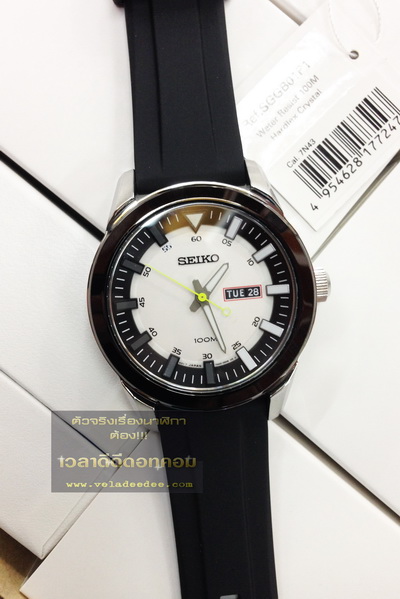 SGG
Water Resist 100M
Hardlex Crystal
Cal. 7N43
4 954628 17724
60
05
10
SEIKO
TUE 28
100M
20
25
30
35
40
45
50
55
ตัวจริงเรื่องนาฬิกา
ต้อง!!!
เวลาดีดีดอทคอม
www.veladeedee.com